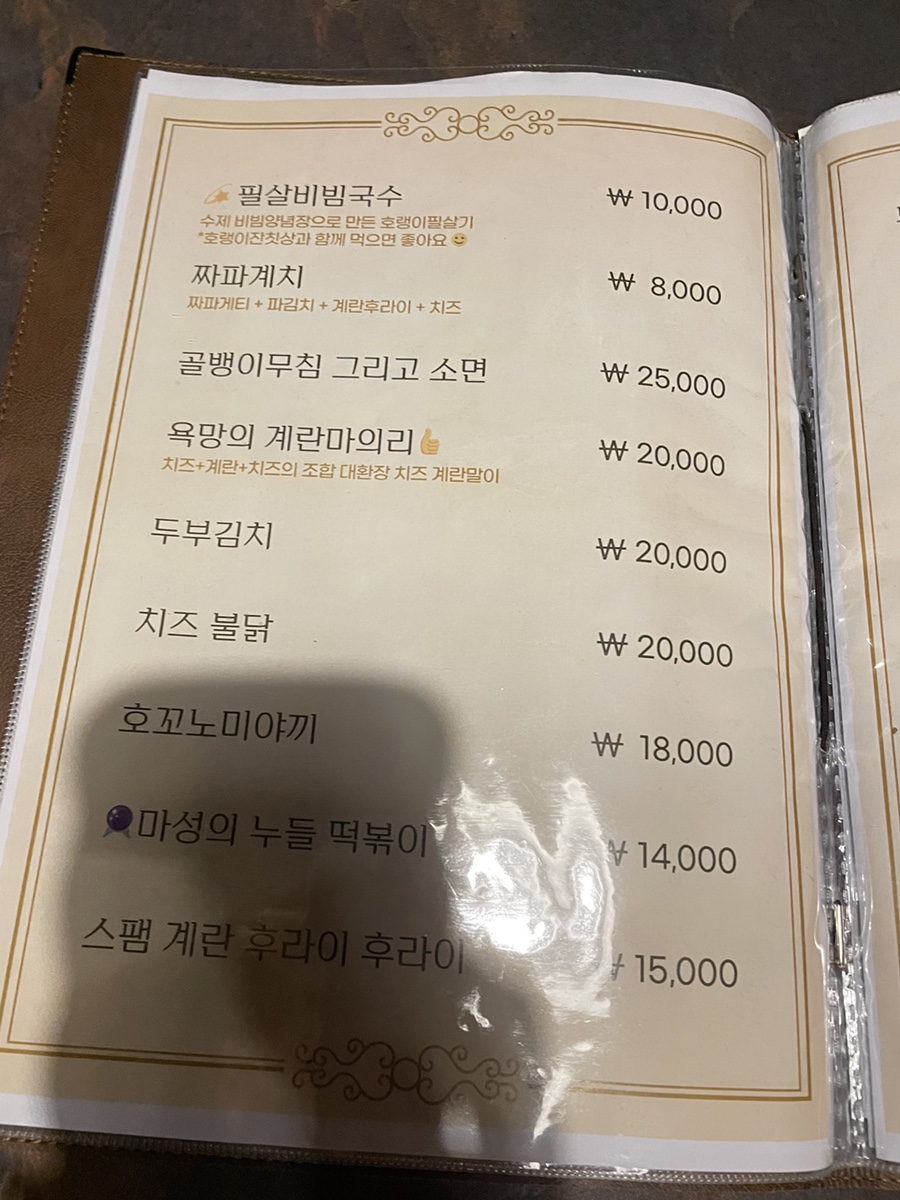 필살비빔국수 ₩ 10,000
수제 비빔양념장으로 만든 호랭이필살기
*호랭이잔칫상과 함께 먹으면 좋아요
짜파계치 ₩ 8,000
짜파게티 + 파김치 + 계란후라이 + 치즈
골뱅이무침 그리고 소면 ₩ 25,000
욕망의 계란마의리 ₩ 20,000
치즈+계란+치즈의 조합 대환장 치즈 계란말이
두부김치 ₩ 20,000
치즈 불닭 ₩ 20,000
호꼬노미야끼 ₩ 18,000
마성의 누들 떡볶이 ₩ 14,000
스팸 계란 후라이 후라이 ₩ 15,000